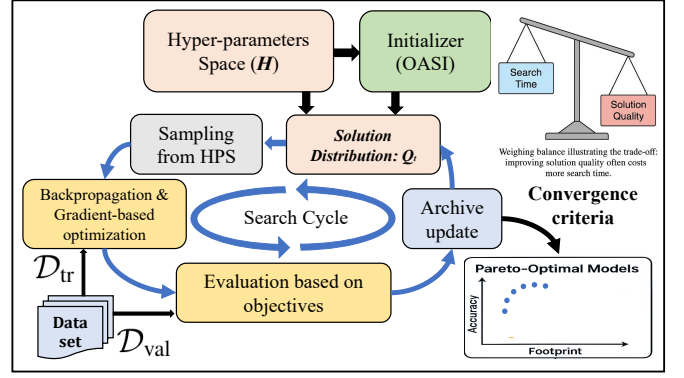 Hyper-parameters
Space (H)
Initializer
(OASI)
Search
Time
Solution
Quality
Weighing balance illustrating the trade-off:
improving solution quality often costs
more search time.
Sampling
from HPS
Solution
Distribution: Qt
Convergence
criteria
Backpropagation &
Gradient-based
optimization
Search Cycle
Archive
update
Dtr
Evaluation based on
objectives
Data
set
Dval
Pareto-Optimal Models
Accuracy
Footprint